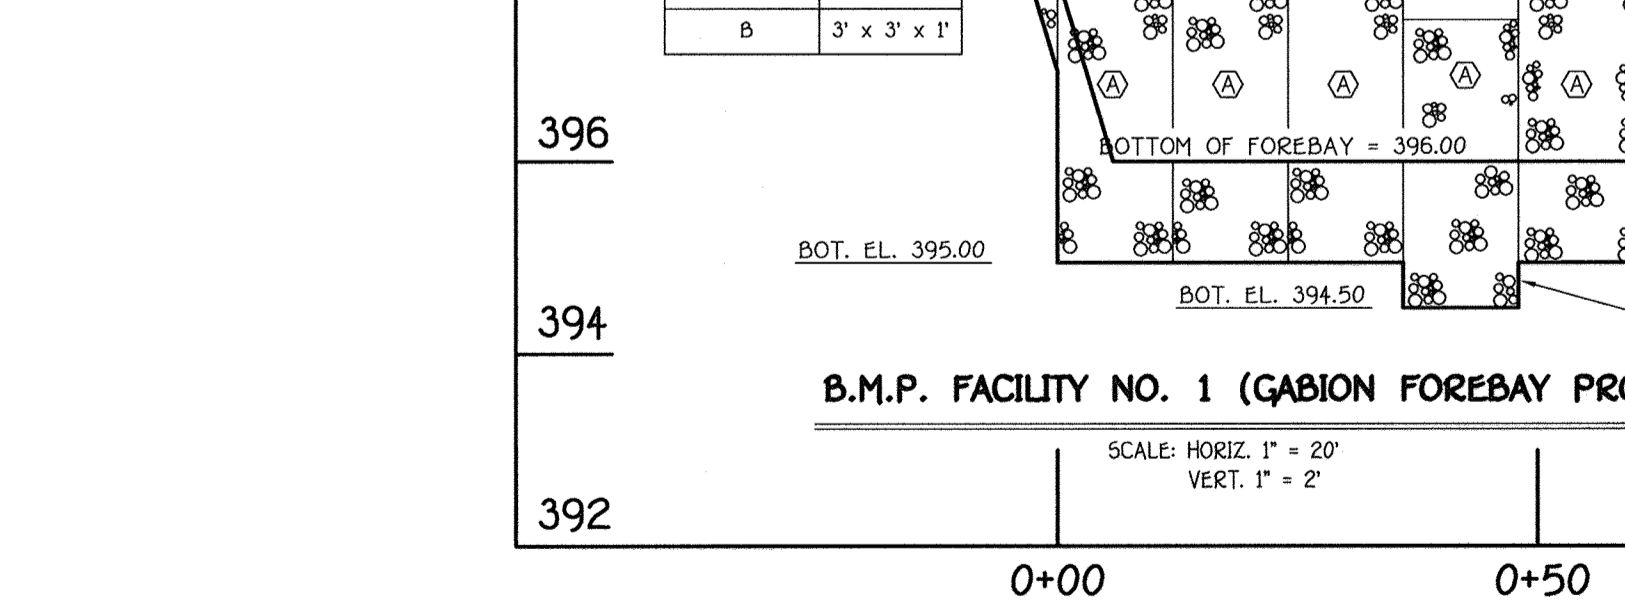 B 3' x 3' x 1'
A A A A A
396
BOTTOM OF FOREBAY = 396.00
BOT. EL. 395.00
BOT. EL. 394.50
394
B.M.P. FACILITY NO. 1 (GABION FOREBAY
SCALE: HORIZ. 1" = 20'
VERT. 1" = 2'
392
0+00 0+50